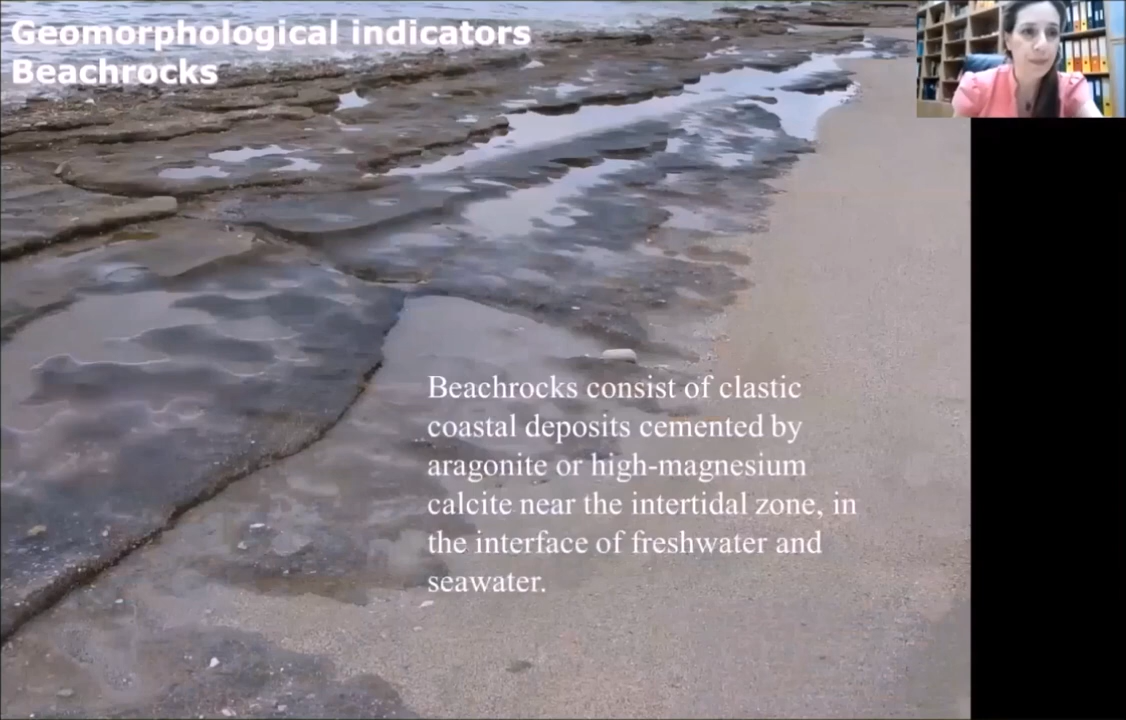 Geomorphological indicators
Beachrocks
Beachrocks consist of clastic
coastal deposits cemented by
aragonite or high-magnesium
calcite near the intertidal zone, in
the interface of freshwater and
seawater.